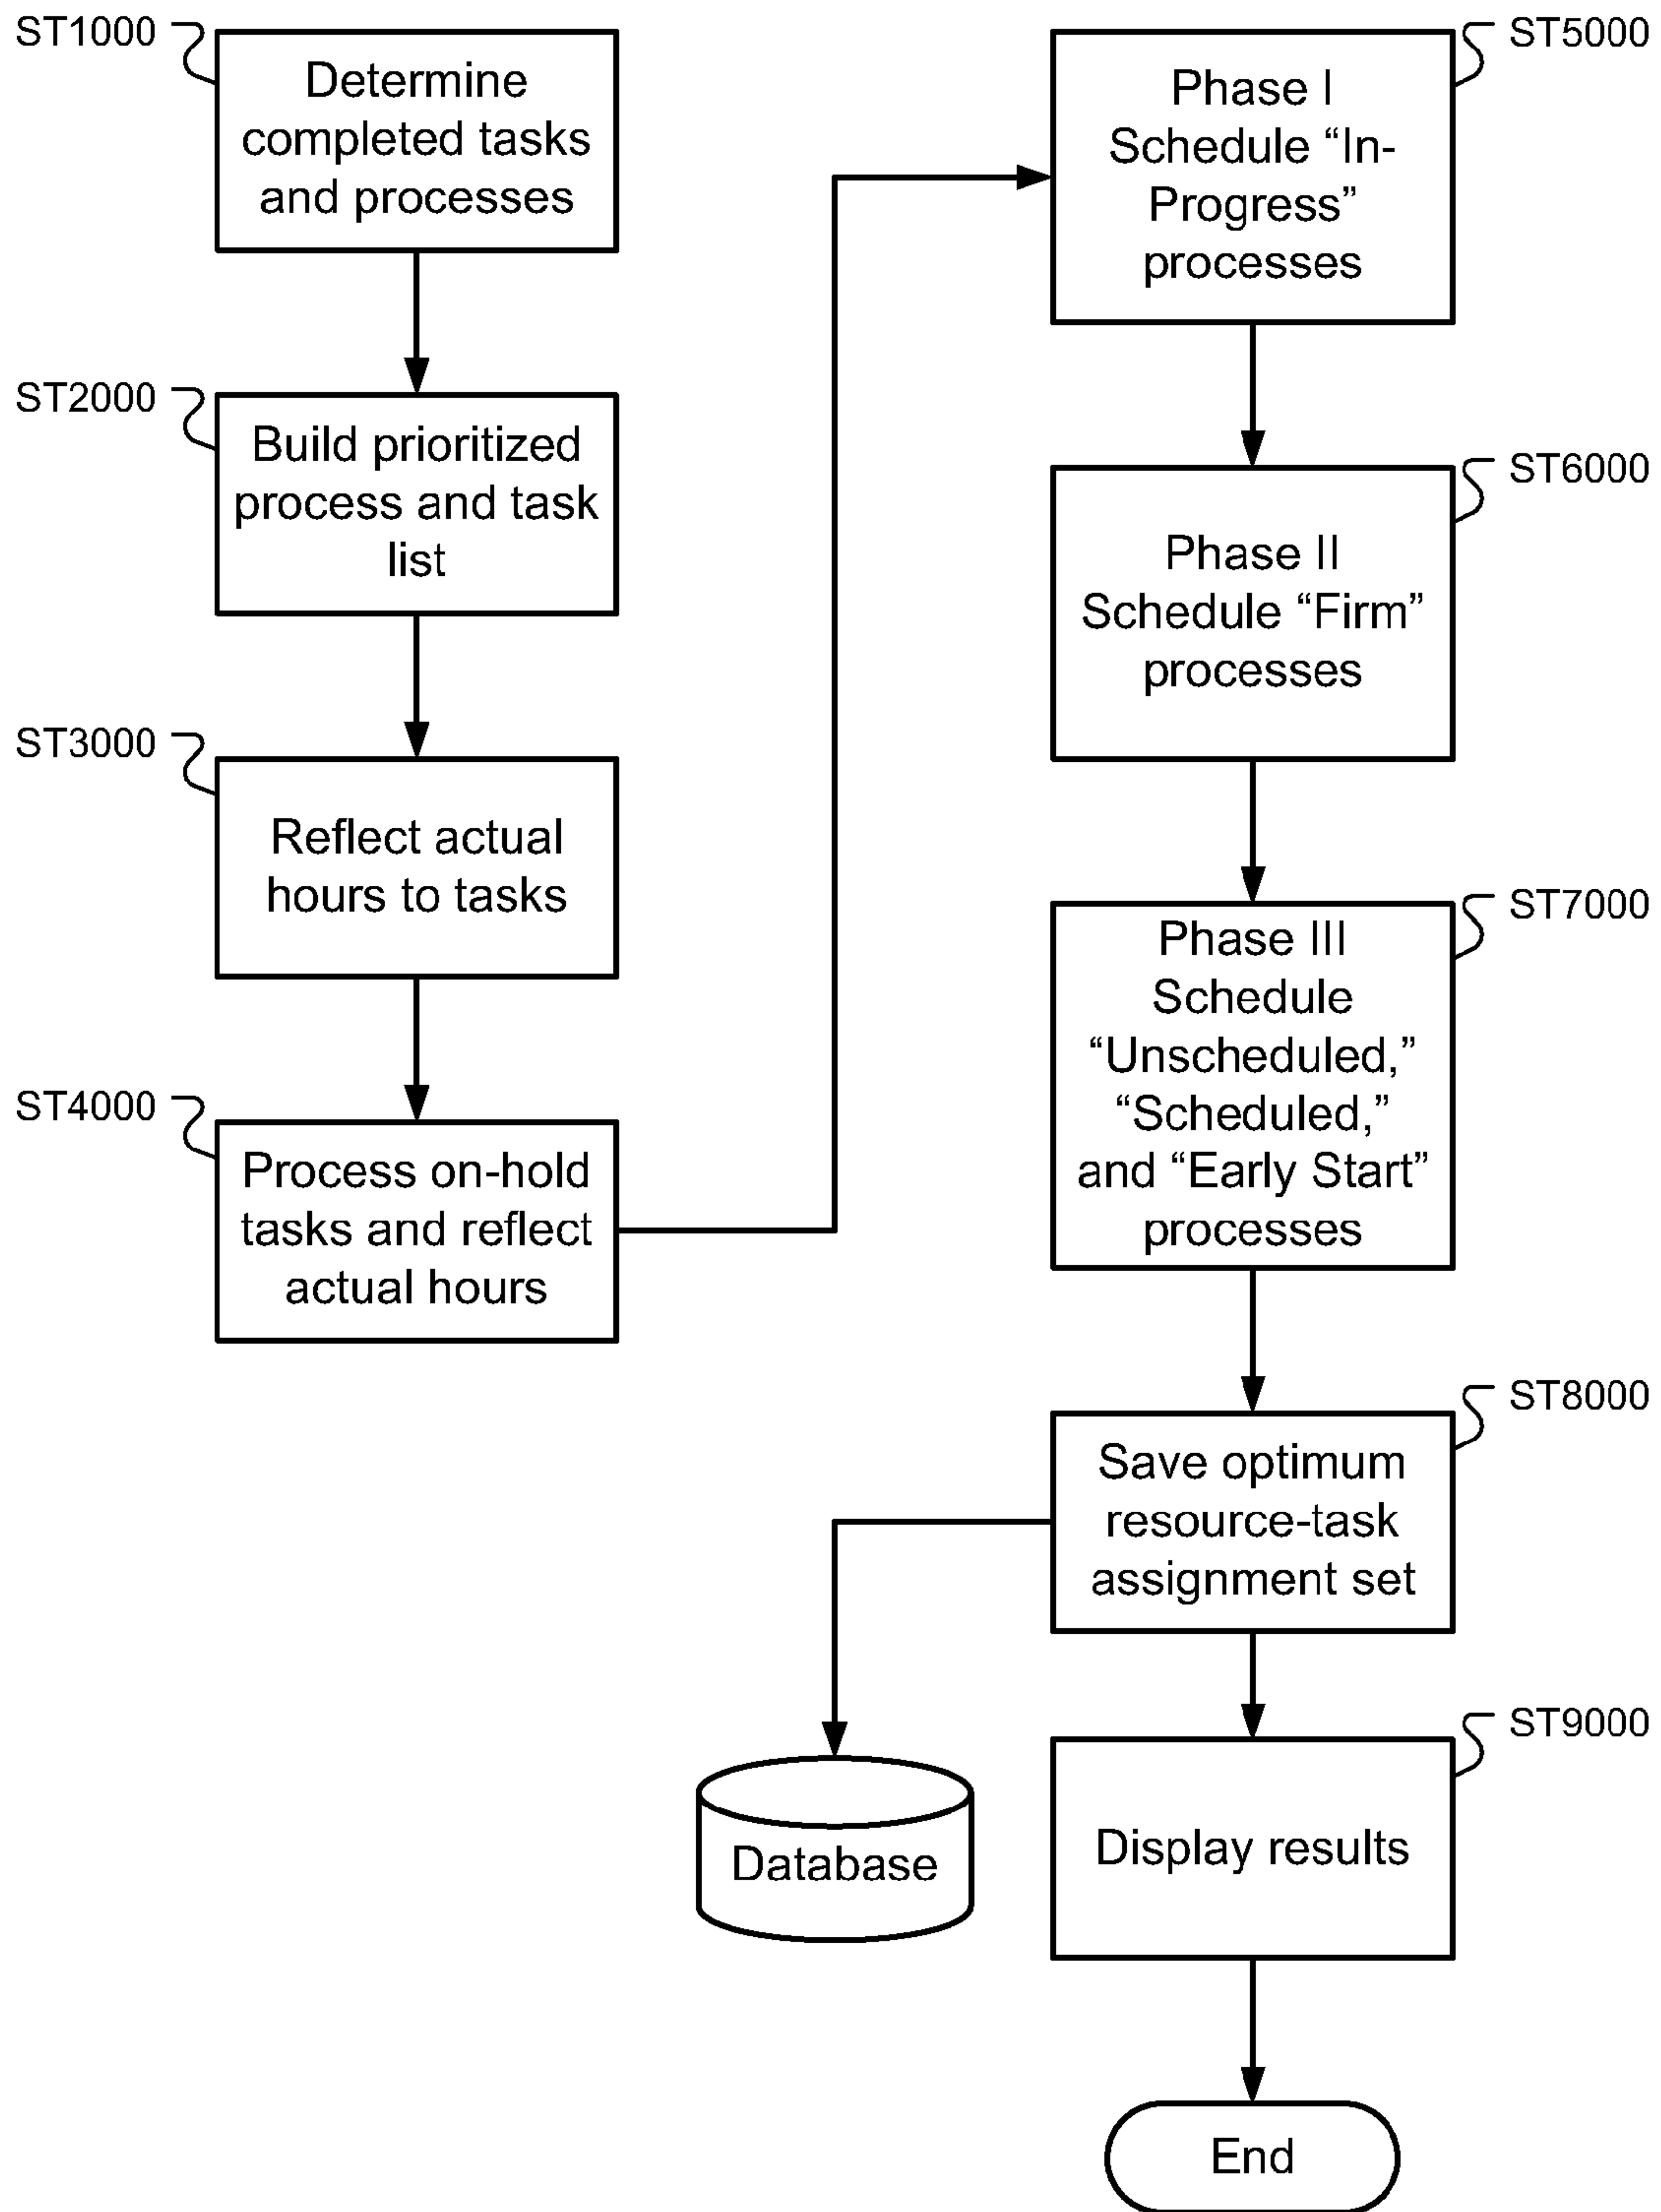 ST1000
Determine
completed tasks
and processes
ST2000
Build prioritized
process and task
list
ST3000
Reflect actual
hours to tasks
ST4000
Process on-hold
tasks and reflect
actual hours
ST5000
Phase I
Schedule “In-
Progress”
processes
ST6000
Phase II
Schedule “Firm”
processes
ST7000
Phase III
Schedule
“Unscheduled,”
“Scheduled,”
and “Early Start”
processes
ST8000
Save optimum
resource-task
assignment set
Database
ST9000
Display results
End